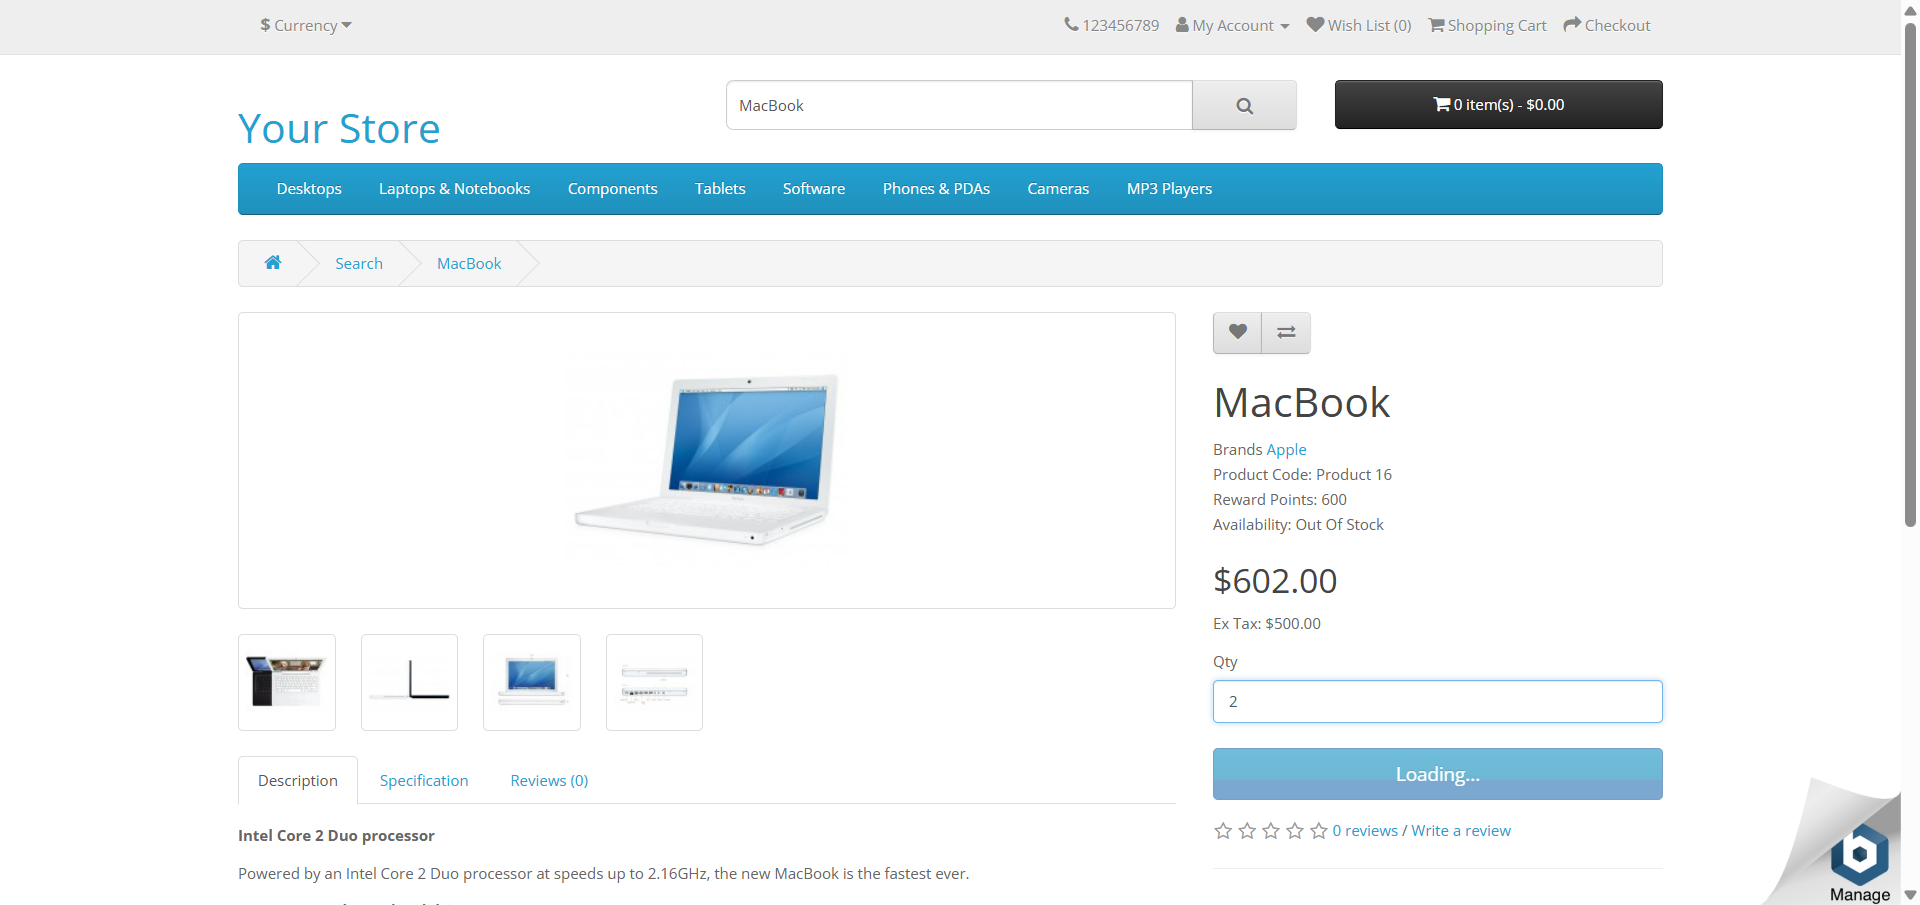 $ Currency
123456789
My Account
Wish List (0)
Shopping Cart
Checkout
Your Store
MacBook
0 item(s) - $0.00
Desktops
Laptops & Notebooks
Components
Tablets
Software
Phones & PDAs
Cameras
MP3 Players
Search
MacBook
MacBook
Brands Apple
Product Code: Product 16
Reward Points: 600
Availability: Out Of Stock
$602.00
Ex Tax: $500.00
Qty
2
Loading...
0 reviews / Write a review
Description
Specification
Reviews (0)
Intel Core 2 Duo processor
Powered by an Intel Core 2 Duo processor at speeds up to 2.16GHz, the new MacBook is the fastest ever.
b
Manage